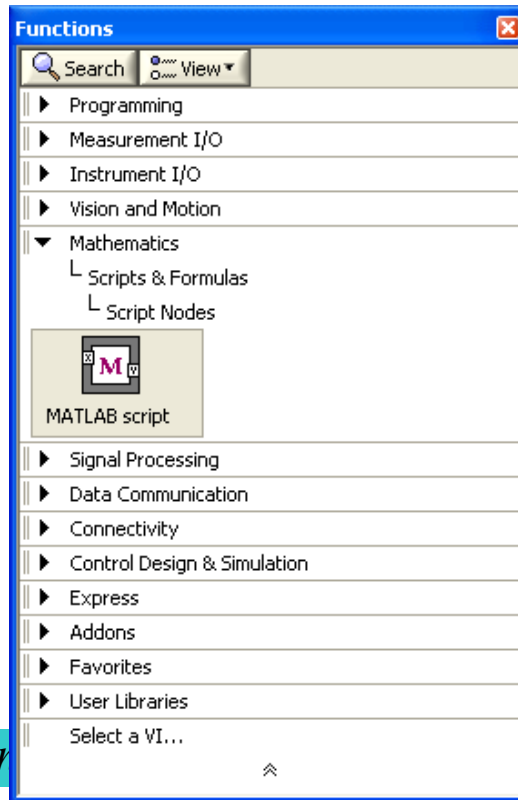 Functions
Search View
Programming
Measurement I/O
Instrument I/O
Vision and Motion
Mathematics
Scripts & Formulas
Script Nodes
M
MATLAB script
Signal Processing
Data Communication
Connectivity
Control Design & Simulation
Express
Addons
Favorites
User Libraries
Select a VI...